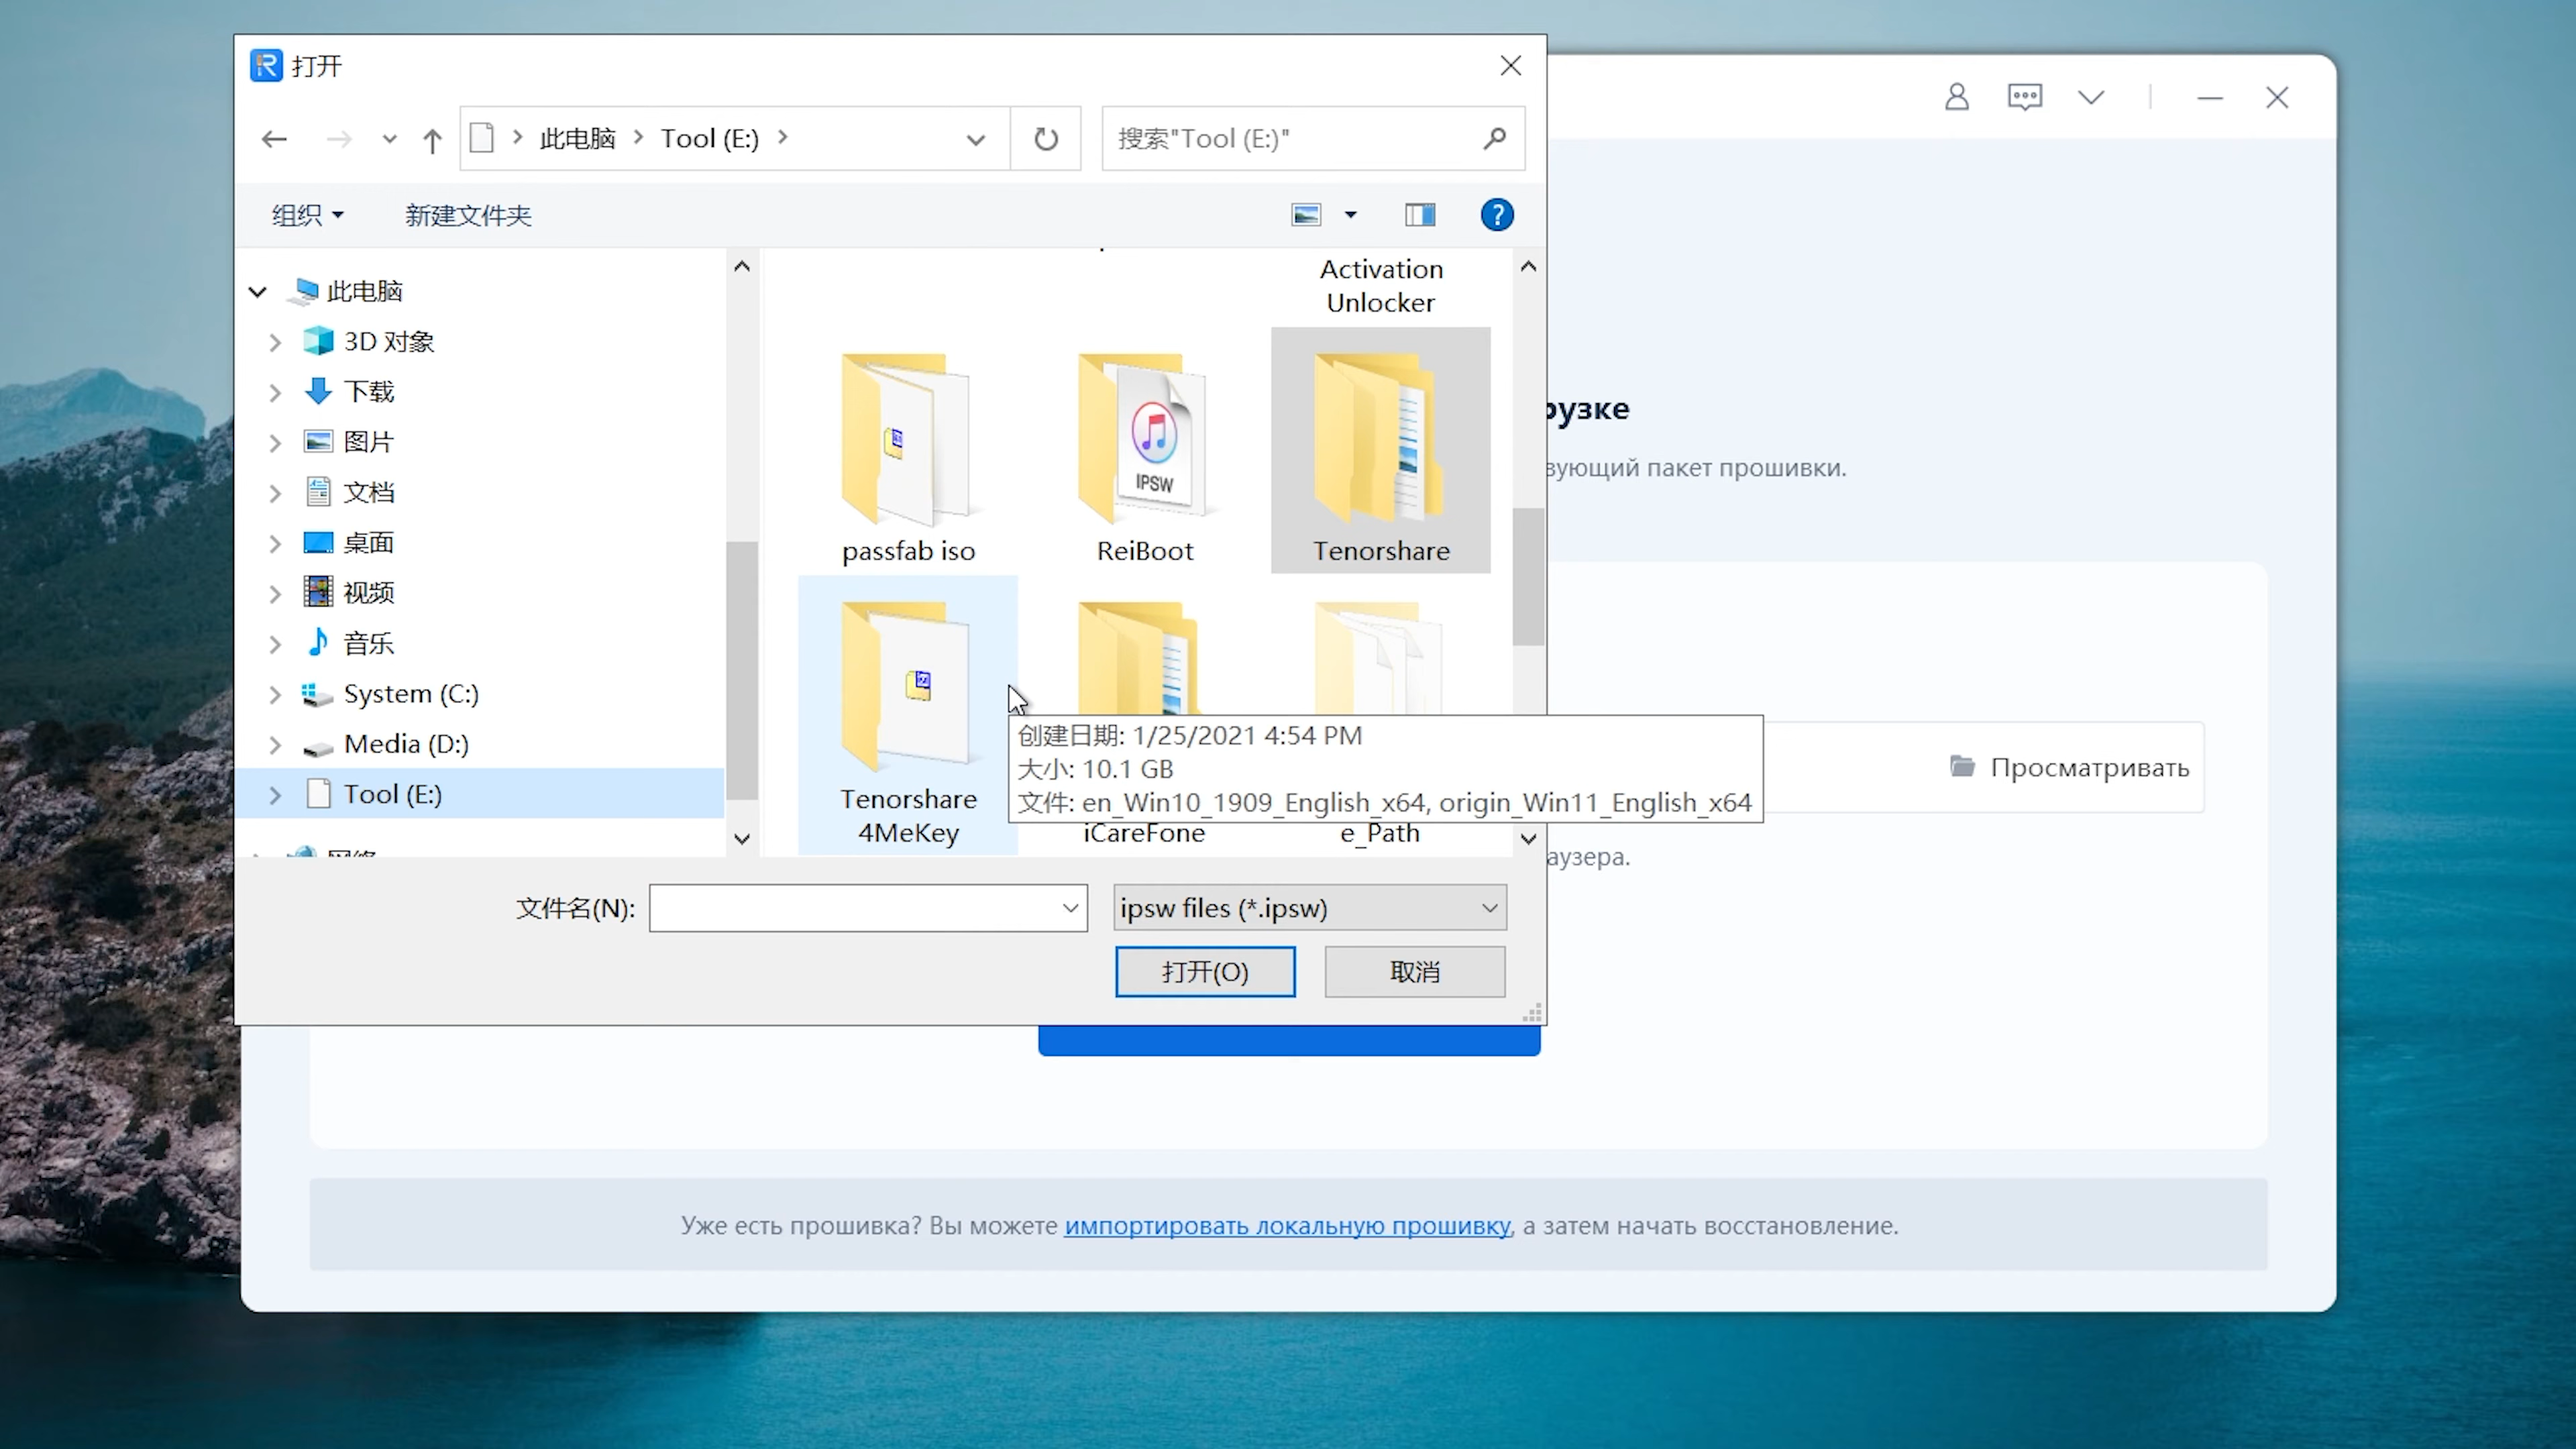 打开
此电脑 Tool (E:)
搜索"Tool (E:)"
组织
新建文件夹
此电脑
3D 对象
下载
图片
文档
桌面
视频
音乐
System (C:)
Media (D:)
Tool (E:)
网络
Activation
Unlocker
passfab iso
IPSW
ReiBoot
Tenorshare
Tenorshare
4MeKey
iCareFone
e_Path
创建日期: 1/25/2021 4:54 PM
大小: 10.1 GB
文件: en_Win10_1909_English_x64, origin_Win11_English_x64
文件名(N):
ipsw files (*.ipsw)
打开(O)
取消
рузке
вующий пакет прошивки.
Просматривать
аузера.
Уже есть прошивка? Вы можете импортировать локальную прошивку, а затем начать восстановление.